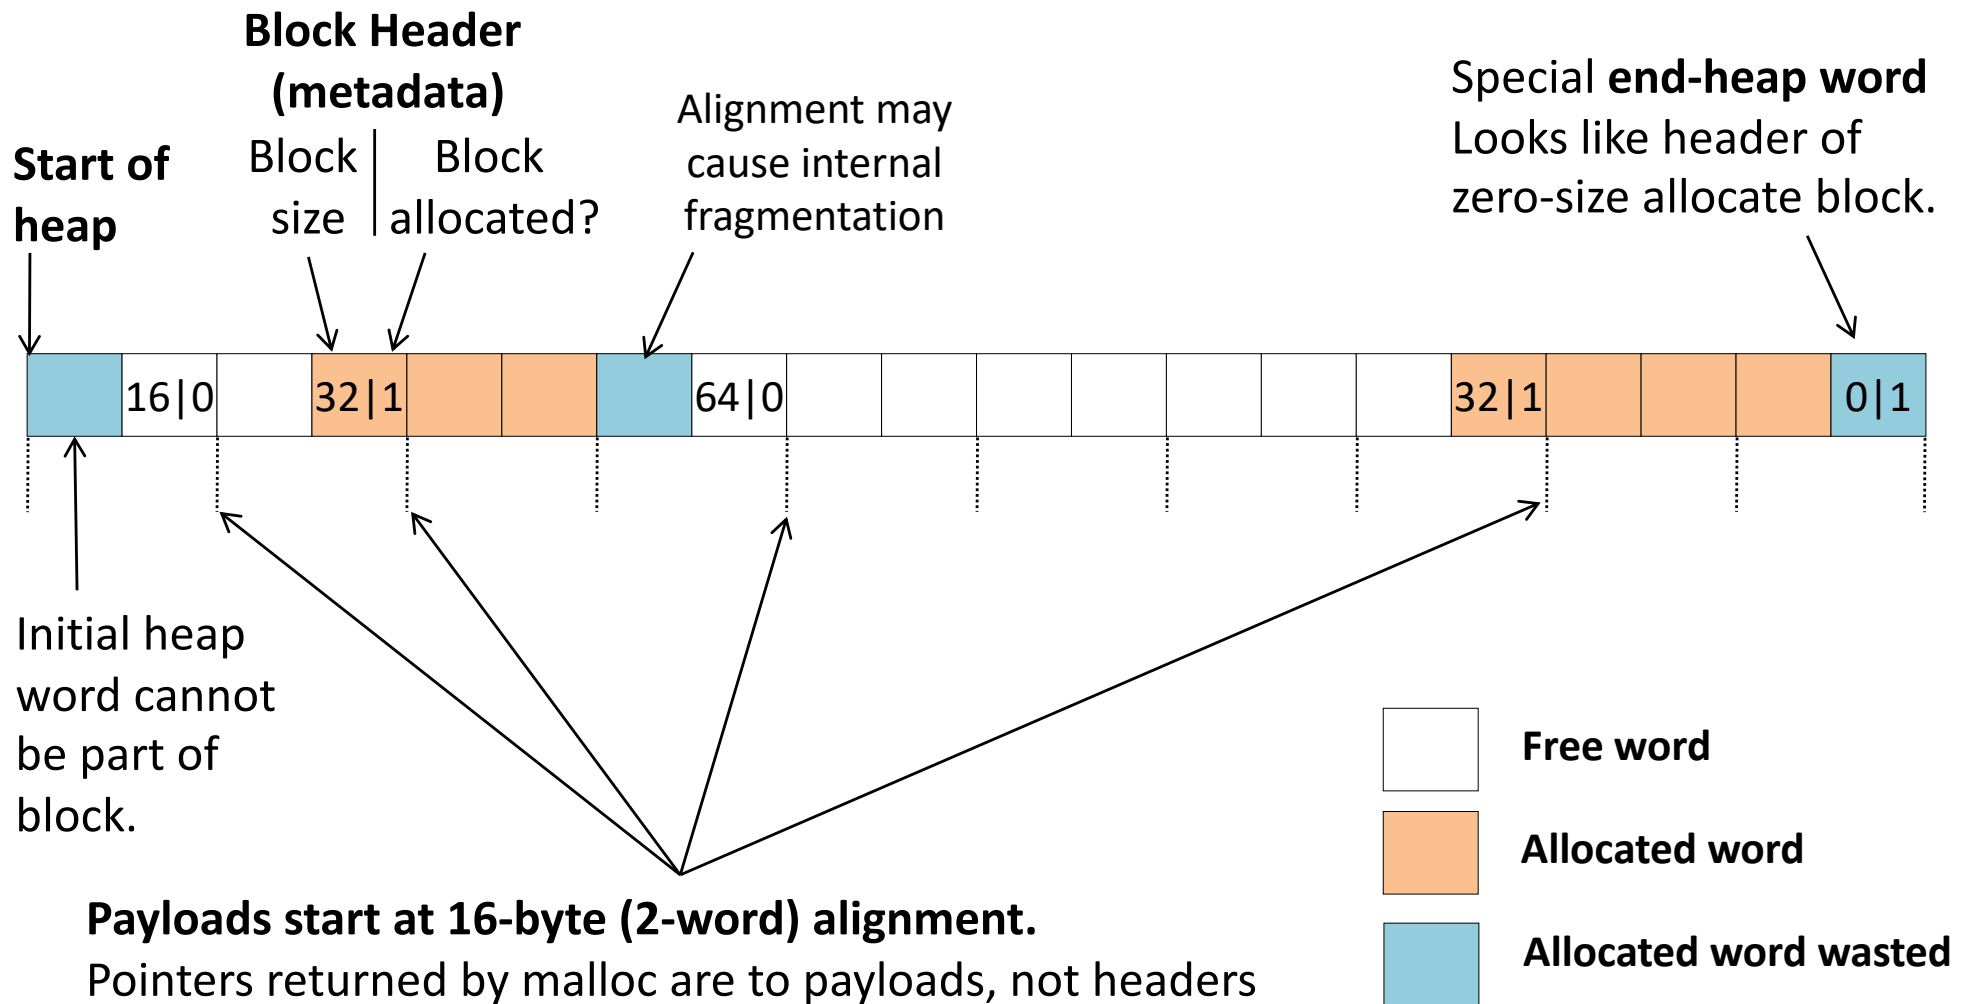 Block Header
(metadata)
Block size
Block allocated?
Start of
heap
Alignment may
cause internal
fragmentation
Special end-heap word
Looks like header of
zero-size allocate block.
16|0
32|1
64|0
32|1
0|1
Initial heap
word cannot
be part of
block.
Payloads start at 16-byte (2-word) alignment.
Pointers returned by malloc are to payloads, not headers
Free word
Allocated word
Allocated word wasted